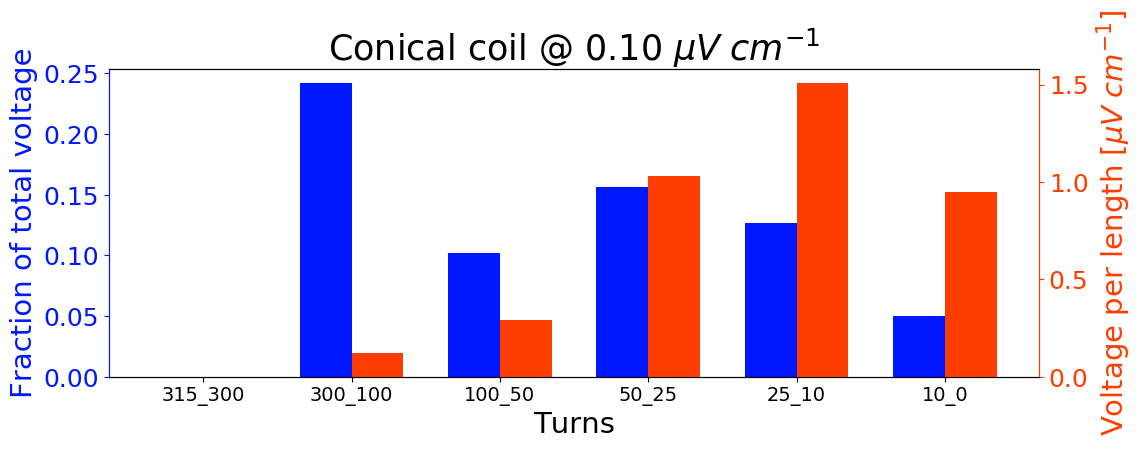 Conical coil @ 0.10 μV cm⁻¹
Fraction of total voltage
0.25
0.20
0.15
0.10
0.05
0.00
1.5
1.0
0.5
0.0
Voltage per length [μV cm⁻¹]
315_300 300_100 100_50 50_25 25_10 10_0
Turns